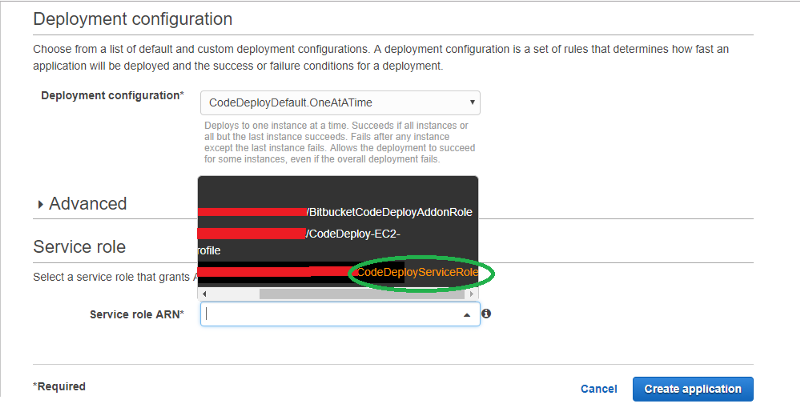 Deployment configuration
Choose from a list of default and custom deployment configurations. A deployment configuration is a set of rules that determines how fast an
application will be deployed and the success or failure conditions for a deployment.
Deployment configuration*
CodeDeployDefault.OneAtATime
Deploys to one instance at a time. Succeeds if all instances or
all but the last instance succeeds. Fails after any instance
except the last instance fails. Allows the deployment to succeed
for some instances, even if the overall deployment fails.
Advanced
/BitbucketCodeDeployAddonRole
/CodeDeploy-EC2-
rofile
CodeDeployServiceRole
Service role
Select a service role that grants A
Service role ARN*
*Required
Cancel
Create application